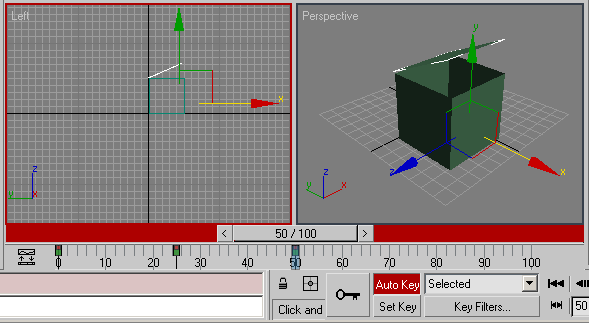 Left
Perspective
y
x
z
y x
y
z
x
z
y x
< 50 / 100 >
0 10 20 30 40 50 60 70 80 90 100
Auto Key Selected
Click and Set Key Key Filters... 50